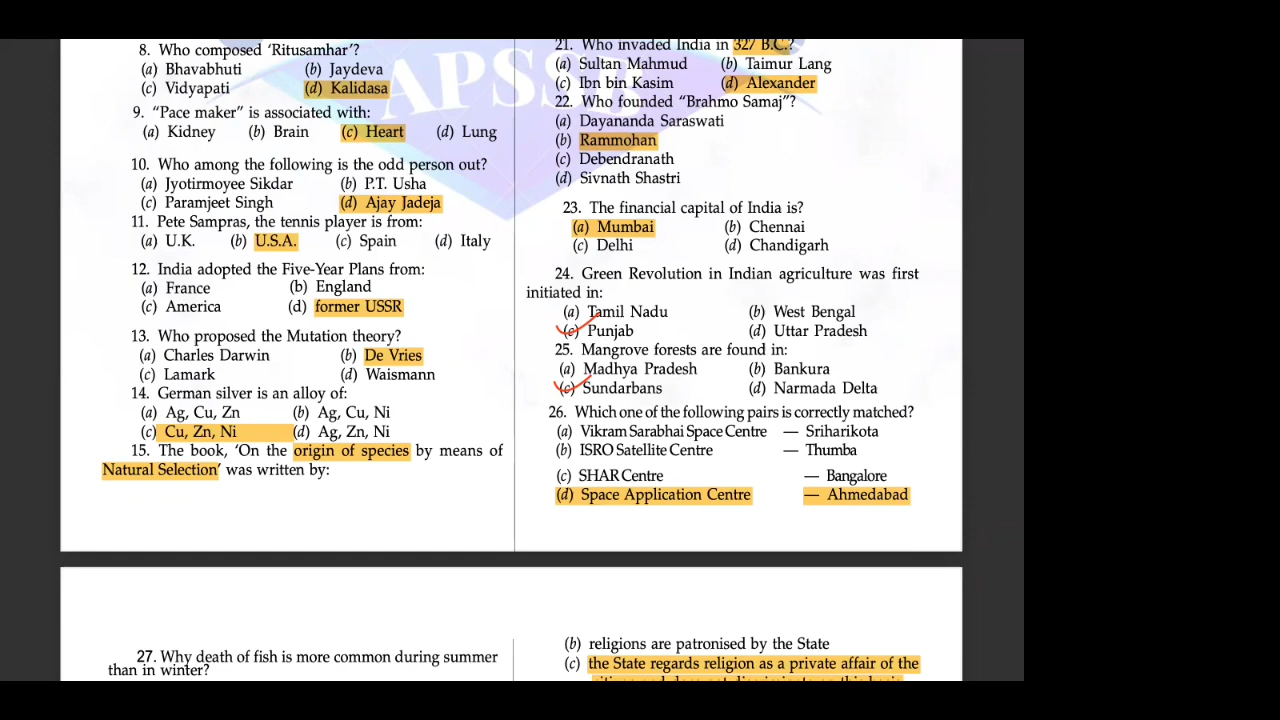 APSSB
8. Who composed ‘Ritusamhar’?
(a) Bhavabhuti (b) Jaydeva
(c) Vidyapati (d) Kalidasa
9. “Pace maker” is associated with:
(a) Kidney (b) Brain (c) Heart (d) Lung
10. Who among the following is the odd person out?
(a) Jyotirmoyee Sikdar (b) P.T. Usha
(c) Paramjeet Singh (d) Ajay Jadeja
11. Pete Sampras, the tennis player is from:
(a) U.K. (b) U.S.A. (c) Spain (d) Italy
12. India adopted the Five-Year Plans from:
(a) France (b) England
(c) America (d) former USSR
13. Who proposed the Mutation theory?
(a) Charles Darwin (b) De Vries
(c) Lamark (d) Waismann
14. German silver is an alloy of:
(a) Ag, Cu, Zn (b) Ag, Cu, Ni
(c) Cu, Zn, Ni (d) Ag, Zn, Ni
15. The book, ‘On the origin of species by means of
Natural Selection’ was written by:
21. Who invaded India in 327 B.C.?
(a) Sultan Mahmud (b) Taimur Lang
(c) Ibn bin Kasim (d) Alexander
22. Who founded “Brahmo Samaj”?
(a) Dayananda Saraswati
(b) Rammohan
(c) Debendranath
(d) Sivnath Shastri
23. The financial capital of India is?
(a) Mumbai (b) Chennai
(c) Delhi (d) Chandigarh
24. Green Revolution in Indian agriculture was first
initiated in:
(a) Tamil Nadu (b) West Bengal
(c) Punjab (d) Uttar Pradesh
25. Mangrove forests are found in:
(a) Madhya Pradesh (b) Bankura
(c) Sundarbans (d) Narmada Delta
26. Which one of the following pairs is correctly matched?
(a) Vikram Sarabhai Space Centre — Sriharikota
(b) ISRO Satellite Centre — Thumba
(c) SHAR Centre — Bangalore
(d) Space Application Centre — Ahmedabad
27. Why death of fish is more common during summer
than in winter?
(b) religions are patronised by the State
(c) the State regards religion as a private affair of the